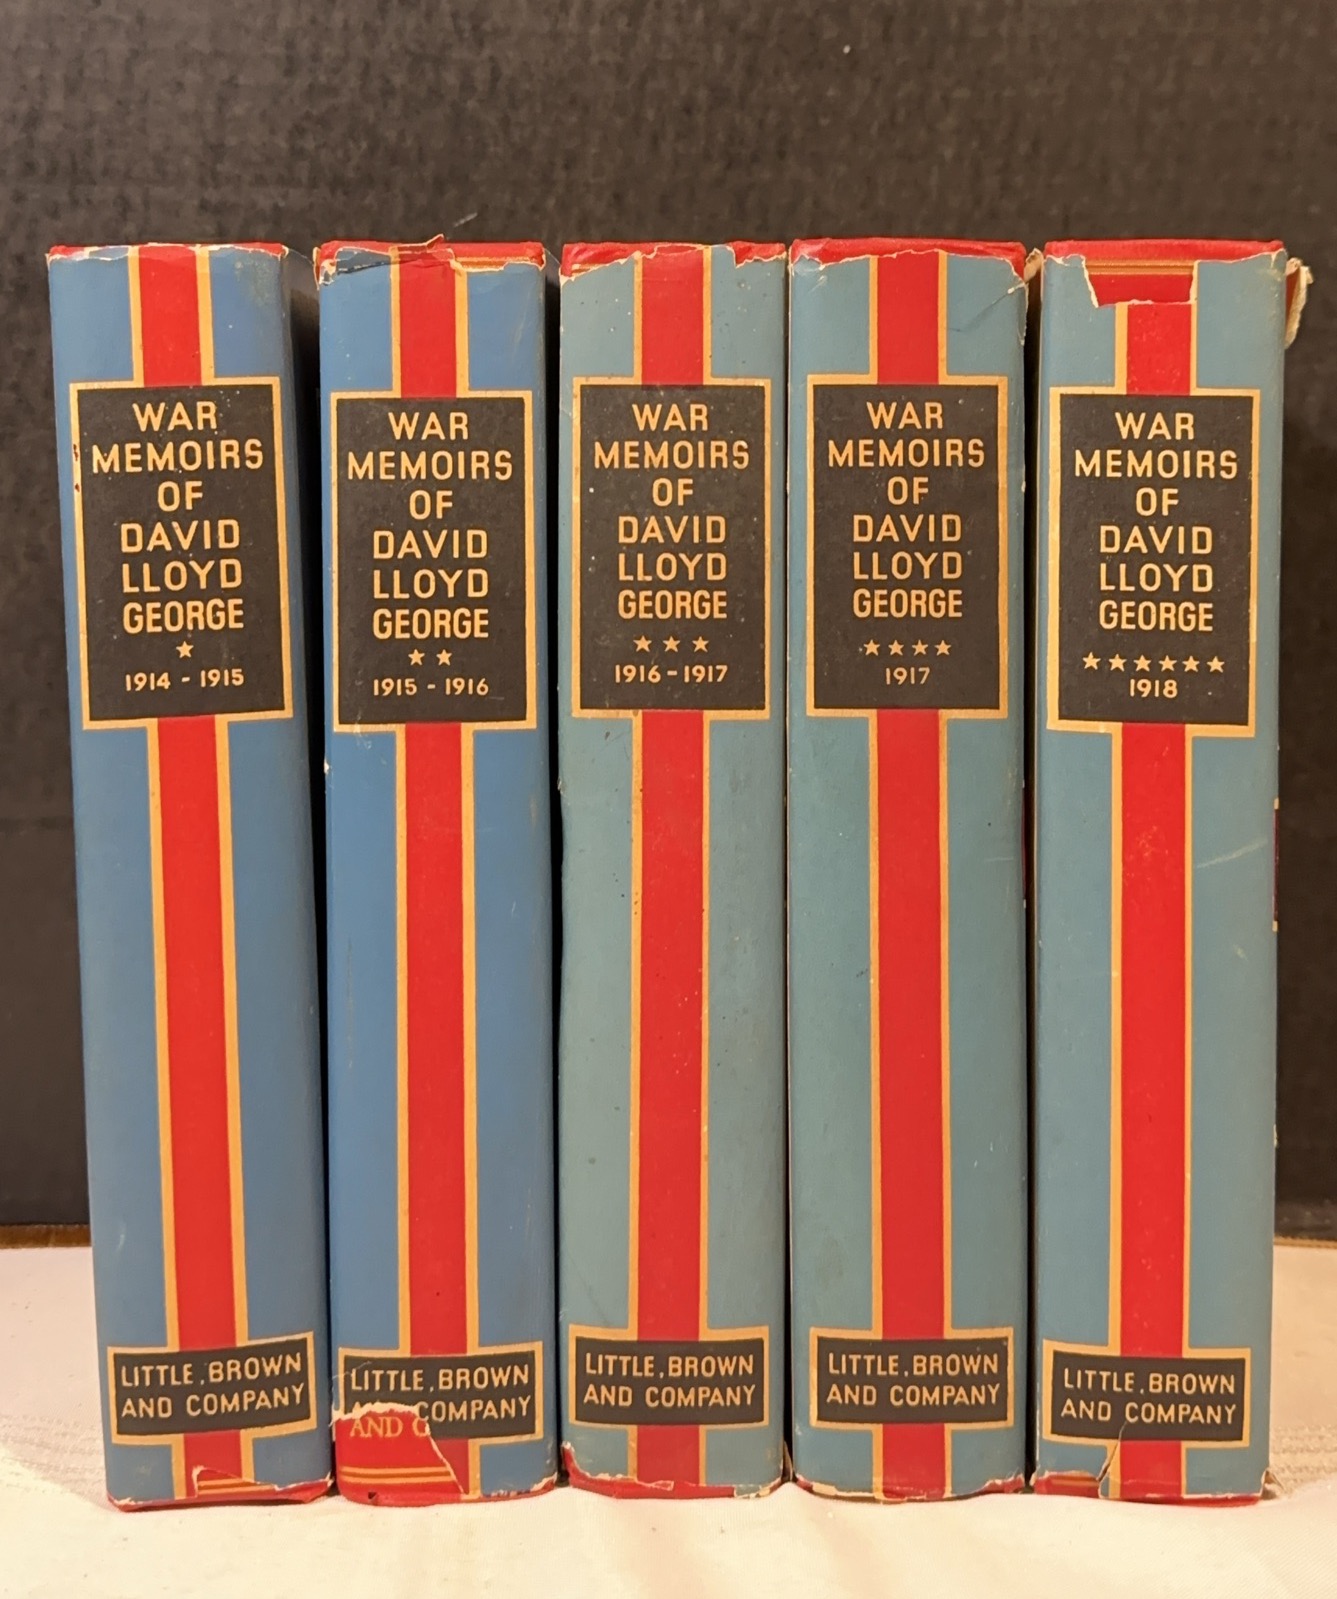 WAR
MEMOIRS
OF
DAVID
LLOYD
GEORGE
★
1914 - 1915
LITTLE, BROWN
AND COMPANY
WAR
MEMOIRS
OF
DAVID
LLOYD
GEORGE
★ ★
1915 - 1916
LITTLE, BROWN
AND COMPANY
WAR
MEMOIRS
OF
DAVID
LLOYD
GEORGE
★ ★ ★
1916 - 1917
LITTLE, BROWN
AND COMPANY
WAR
MEMOIRS
OF
DAVID
LLOYD
GEORGE
★ ★ ★ ★
1917
LITTLE, BROWN
AND COMPANY
WAR
MEMOIRS
OF
DAVID
LLOYD
GEORGE
★ ★ ★ ★ ★ ★
1918
LITTLE, BROWN
AND COMPANY